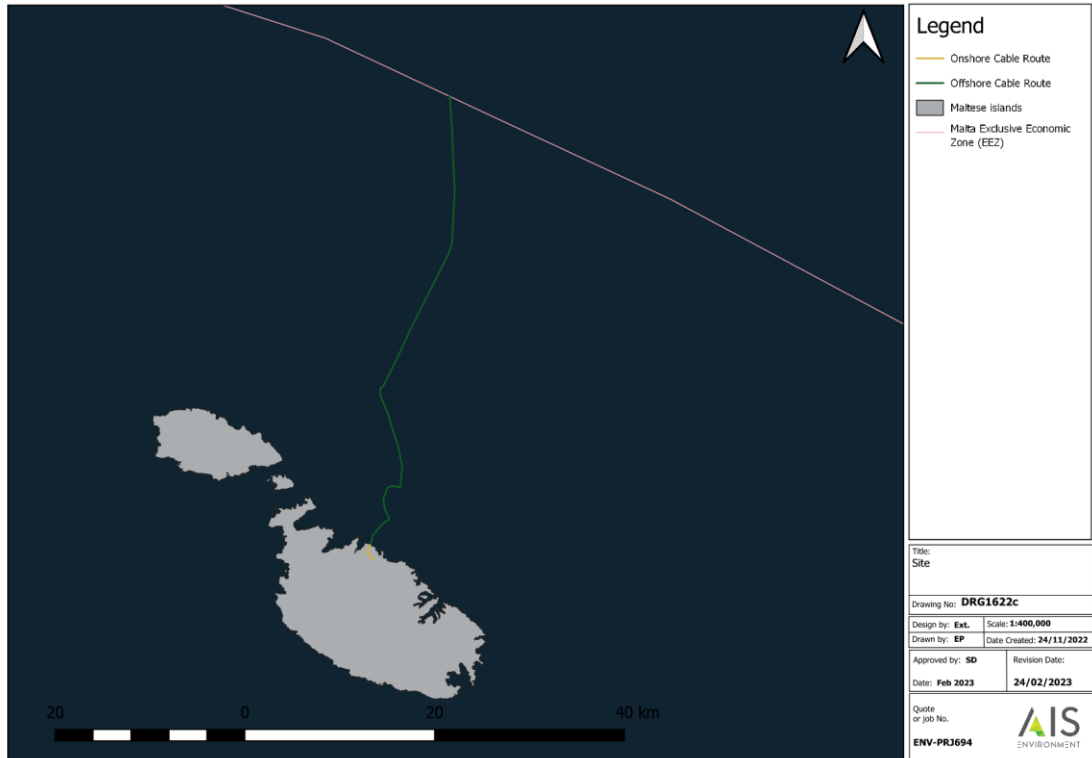 Legend
Onshore Cable Route
Offshore Cable Route
Maltese islands
Malta Exclusive Economic
Zone (EEZ)
20 0 20 40 km
Title:
Site
Drawing No: DRG1622c
Design by: Ext. Scale: 1:400,000
Drawn by: EP Date Created: 24/11/2022
Approved by: SD Revision Date:
Date: Feb 2023 24/02/2023
Quote
or job No.
ENV-PRJ694
AIS
ENVIRONMENT